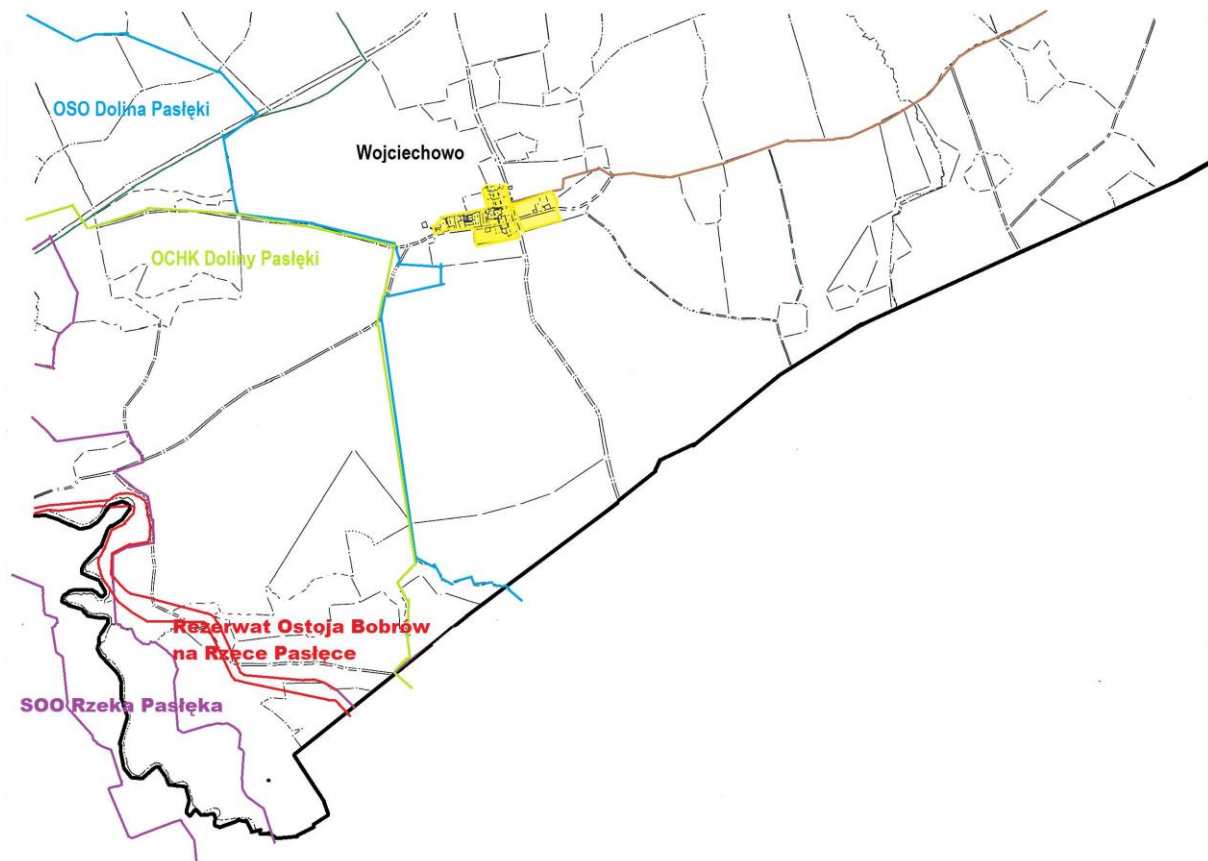 OSO Dolina Pasłęki
Wojciechowo
OCHK Doliny Pasłęki
Rezerwat Ostoja Bobrów
na Rzece Pasłęce
SOO Rzeka Pasłęka